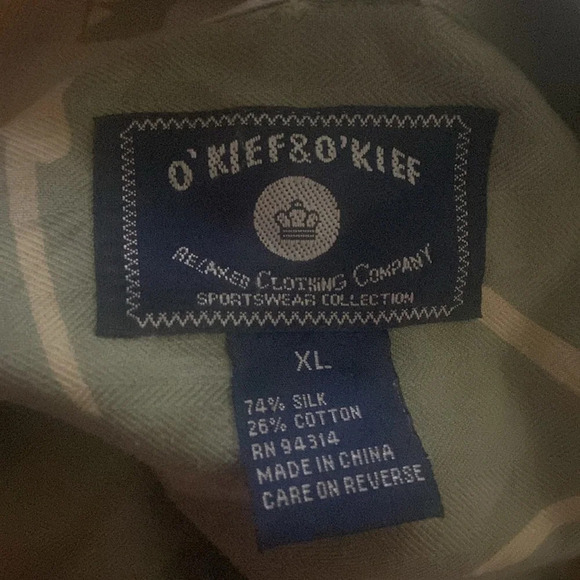 O'KIEF&O'KIEF
RELAXED CLOTHING COMPANY
SPORTSWEAR COLLECTION
XL
74% SILK
26% COTTON
RN 94314
MADE IN CHINA
CARE ON REVERSE